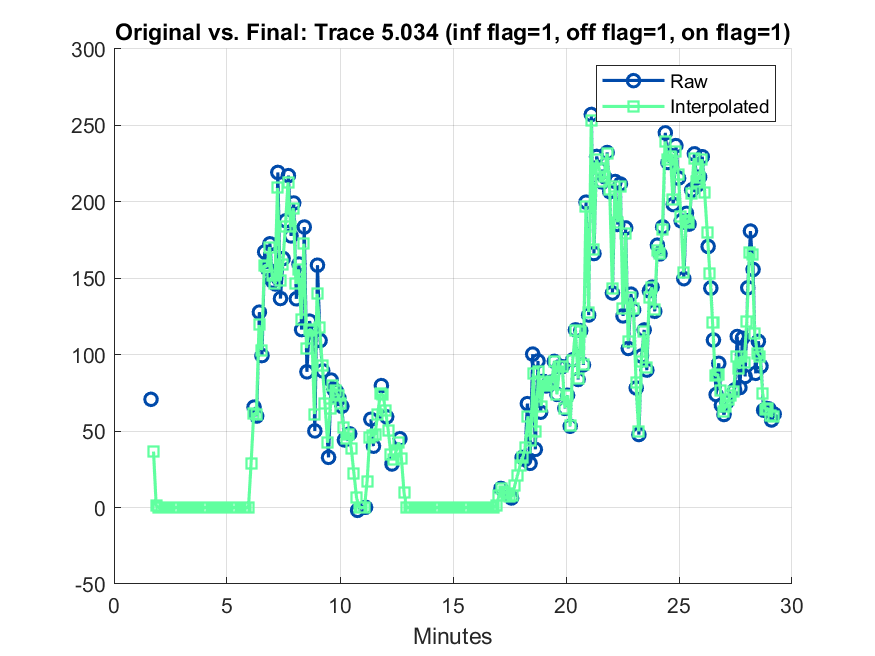 Original vs. Final: Trace 5.034 (inf flag=1, off flag=1, on flag=1)
300
250
200
150
100
50
0
-50
0 5 10 15 20 25 30
Minutes
Raw
Interpolated